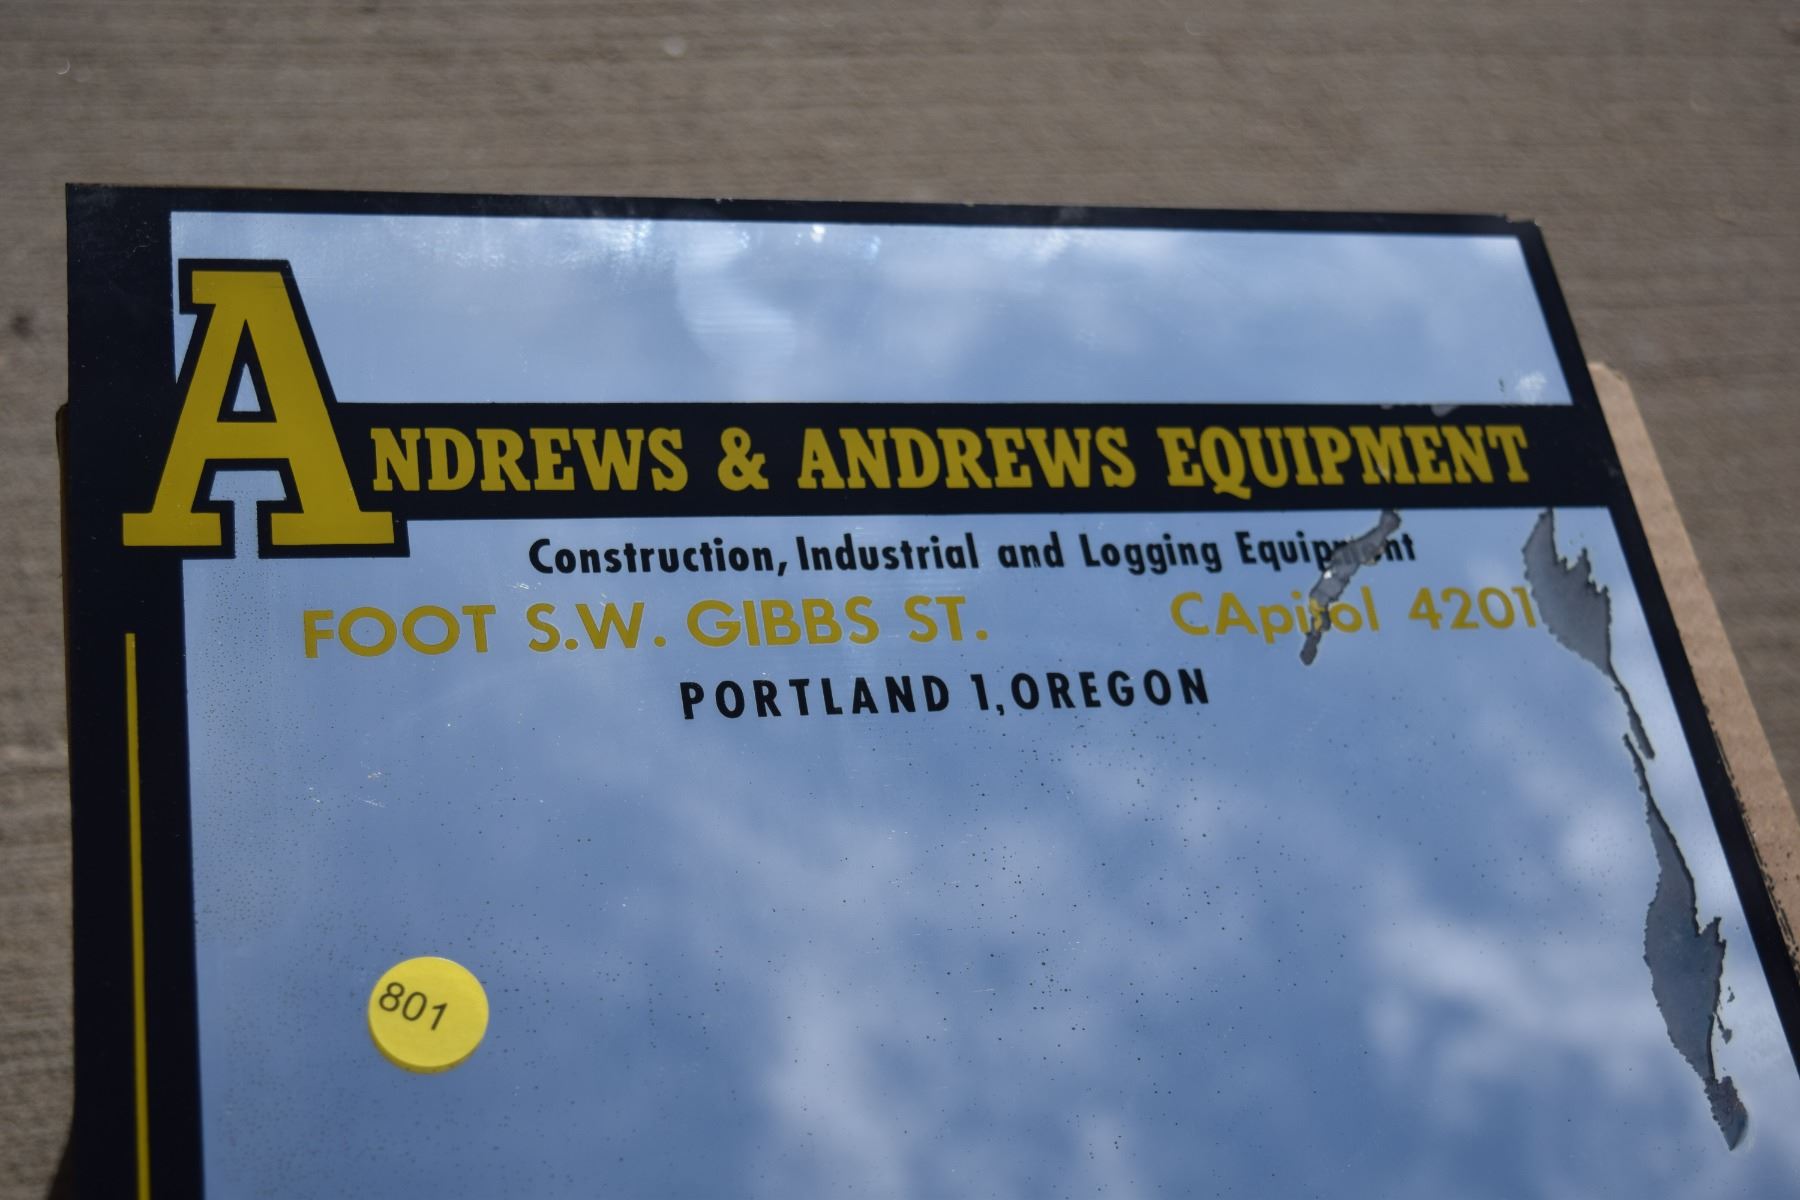 ANDREWS & ANDREWS EQUIPMENT
Construction, Industrial and Logging Equipment
FOOT S.W. GIBBS ST. CApitol 4201
PORTLAND 1, OREGON
801